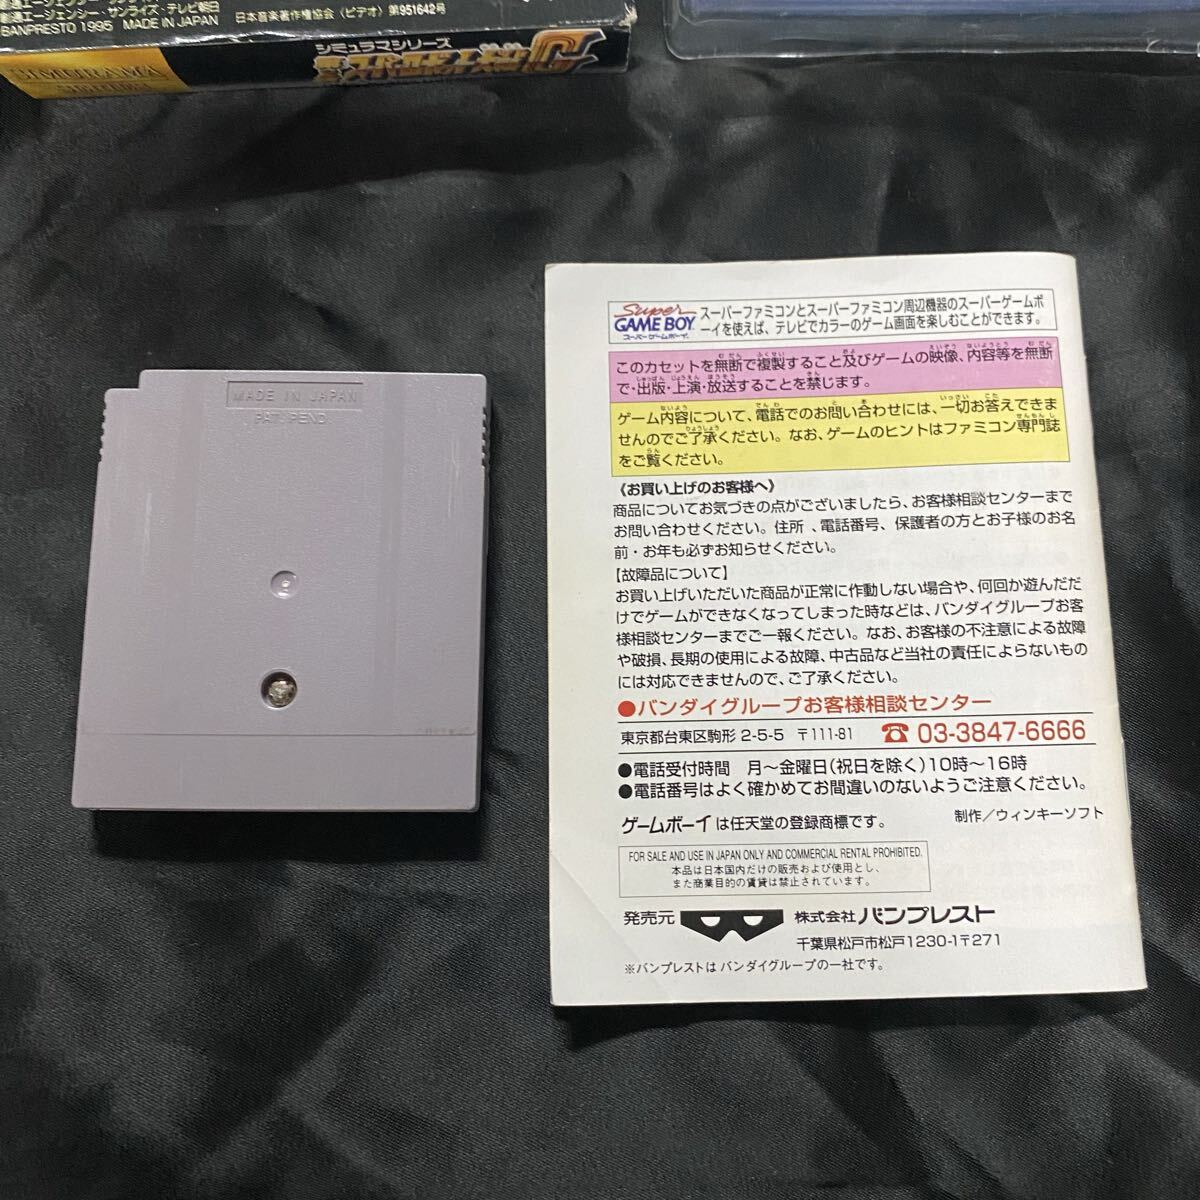 エージェンシー サンライズ・テレビ朝日
BANPRESTO 1995 MADE IN JAPAN
日本音楽著作権協会〈ビデオ〉第951642号
シミュラマシリーズ
SIMURAMA
SERIES
MADE IN JAPAN
PAT. PEND
Super
GAME BOY
スーパーゲームボーイ
スーパーファミコンとスーパーファミコン周辺機器のスーパーゲームボ
ーイを使えば、テレビでカラーのゲーム画面を楽しむことができます。
このカセットを無断で複製すること及びゲームの映像、内容等を無断
で・出版・上演・放送することを禁じます。
ゲーム内容について、電話でのお問い合わせには、一切お答えできま
せんのでご了承ください。なお、ゲームのヒントはファミコン専門誌
をご覧ください。
《お買い上げのお客様へ》
商品についてお気づきの点がございましたら、お客様相談センターまで
お問い合わせください。住所、電話番号、保護者の方とお子様のお名
前・お年も必ずお知らせください。
【故障品について】
お買い上げいただいた商品が正常に作動しない場合や、何回か遊んだだ
けでゲームができなくなってしまった時などは、バンダイグループお客
様相談センターまでご一報ください。なお、お客様の不注意による故障
や破損、長期の使用による故障、中古品など当社の責任によらないもの
には対応できませんので、ご了承ください。
●バンダイグループお客様相談センター
東京都台東区駒形 2-5-5 〒111-81 ☎ 03-3847-6666
●電話受付時間 月〜金曜日(祝日を除く)10時〜16時
●電話番号はよく確かめてお間違いのないようご注意ください。
ゲームボーイは任天堂の登録商標です。 制作／ウィンキーソフト
FOR SALE AND USE IN JAPAN ONLY AND COMMERCIAL RENTAL PROHIBITED.
本品は日本国内だけの販売および使用とし、
また商業目的の賃貸は禁止されています。
発売元 株式会社 バンプレスト
千葉県松戸市松戸1230-1〒271
※バンプレストは バンダイグループの一社です。